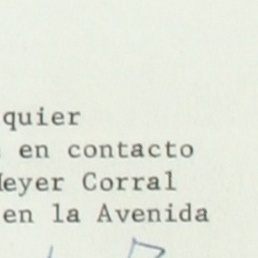 quier
en contacto
Meyer Corral
en la Avenida